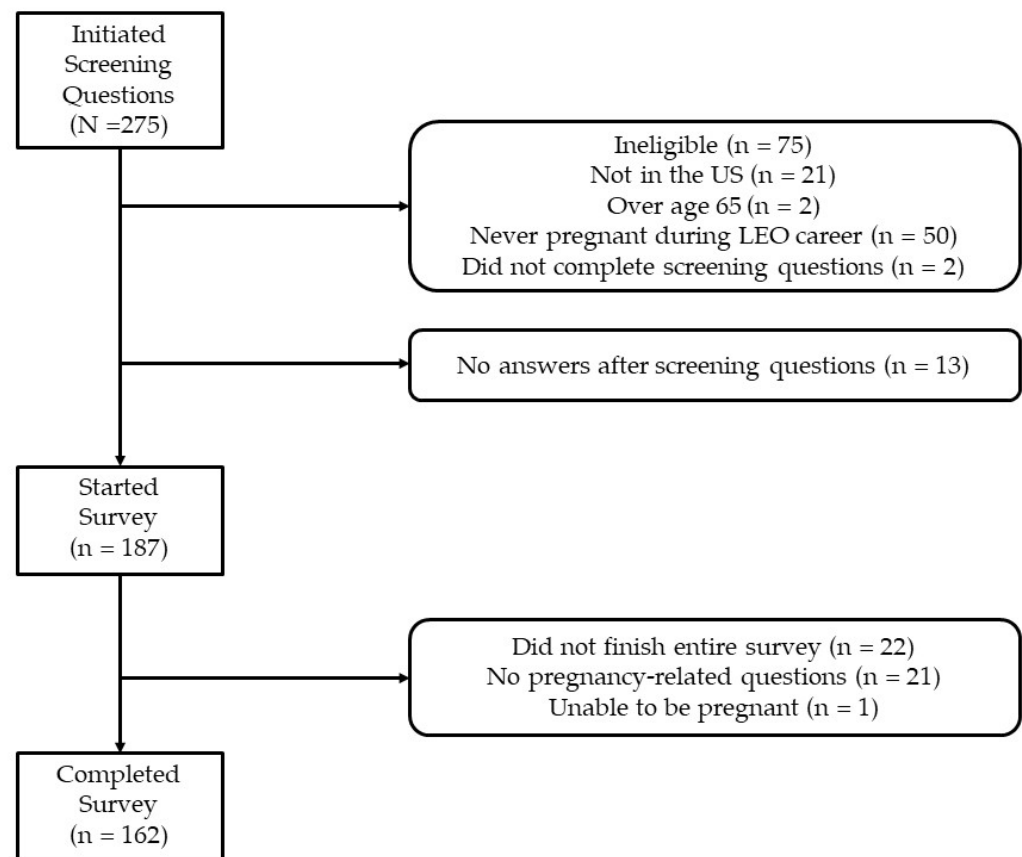 Initiated
Screening
Questions
(N =275)
Ineligible (n = 75)
Not in the US (n = 21)
Over age 65 (n = 2)
Never pregnant during LEO career (n = 50)
Did not complete screening questions (n = 2)
No answers after screening questions (n = 13)
Started
Survey
(n = 187)
Did not finish entire survey (n = 22)
No pregnancy-related questions (n = 21)
Unable to be pregnant (n = 1)
Completed
Survey
(n = 162)